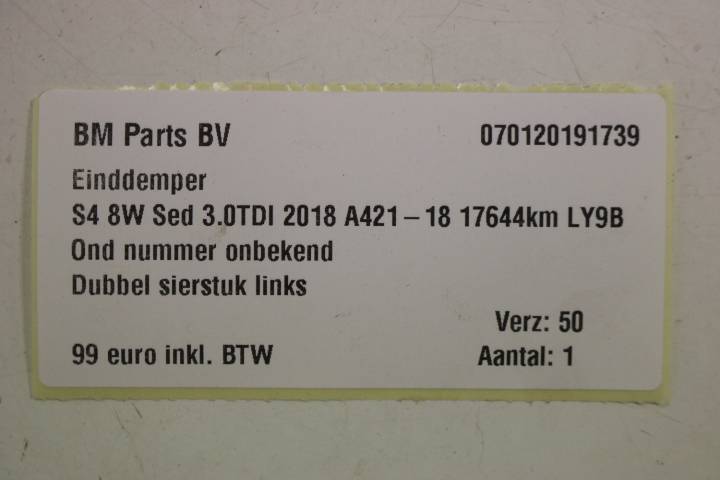 BM Parts BV 070120191739
Einddemper
S4 8W Sed 3.0TDI 2018 A421-18 17644km LY9B
Ond nummer onbekend
Dubbel sierstuk links
Verz: 50
99 euro inkl. BTW Aantal: 1